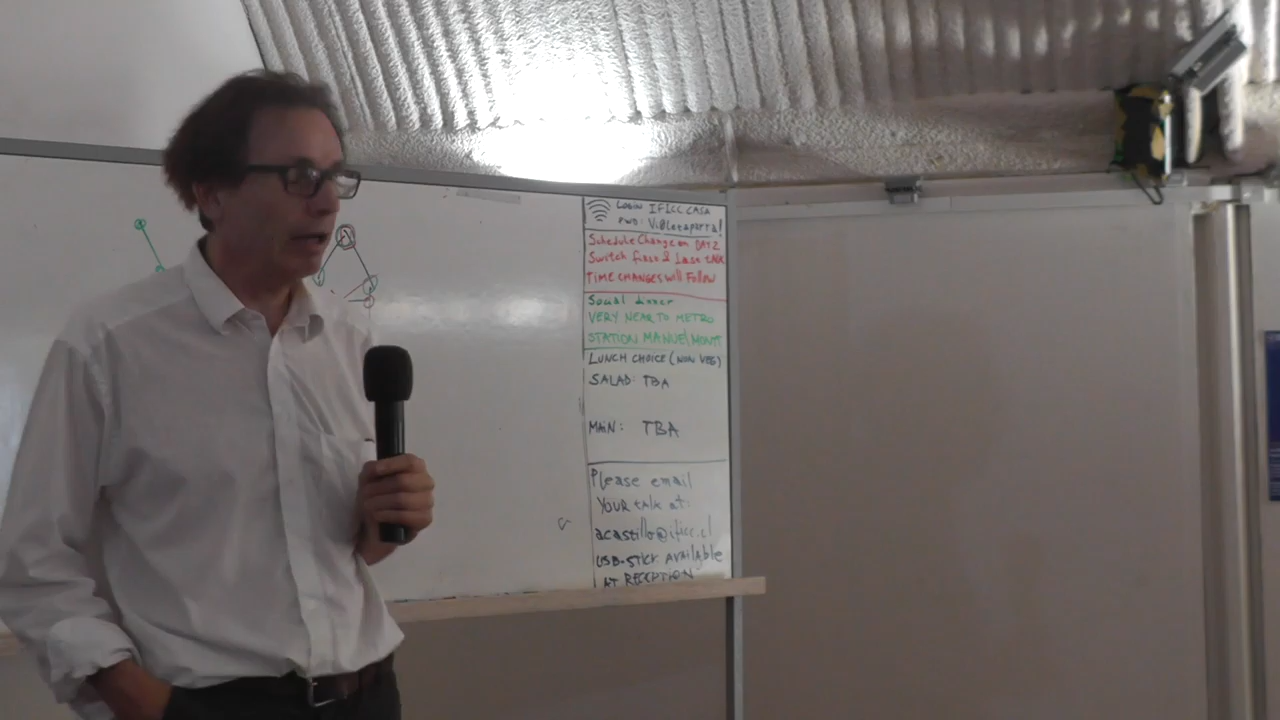 LOGIN IFICC CASA
PWD: Violetaparra!
Schedule Change on DAY 2
Switch first & Last talk
TIME CHANGES will Follow
Social dinner
VERY NEAR TO METRO
STATION MANUEL MONTT
LUNCH CHOICE (NON VEG)
SALAD: TBA
MAIN: TBA
Please email
YOUR talk at:
acastillo@ificc.cl
USB-STICK AVAILABLE
AT RECEPTION